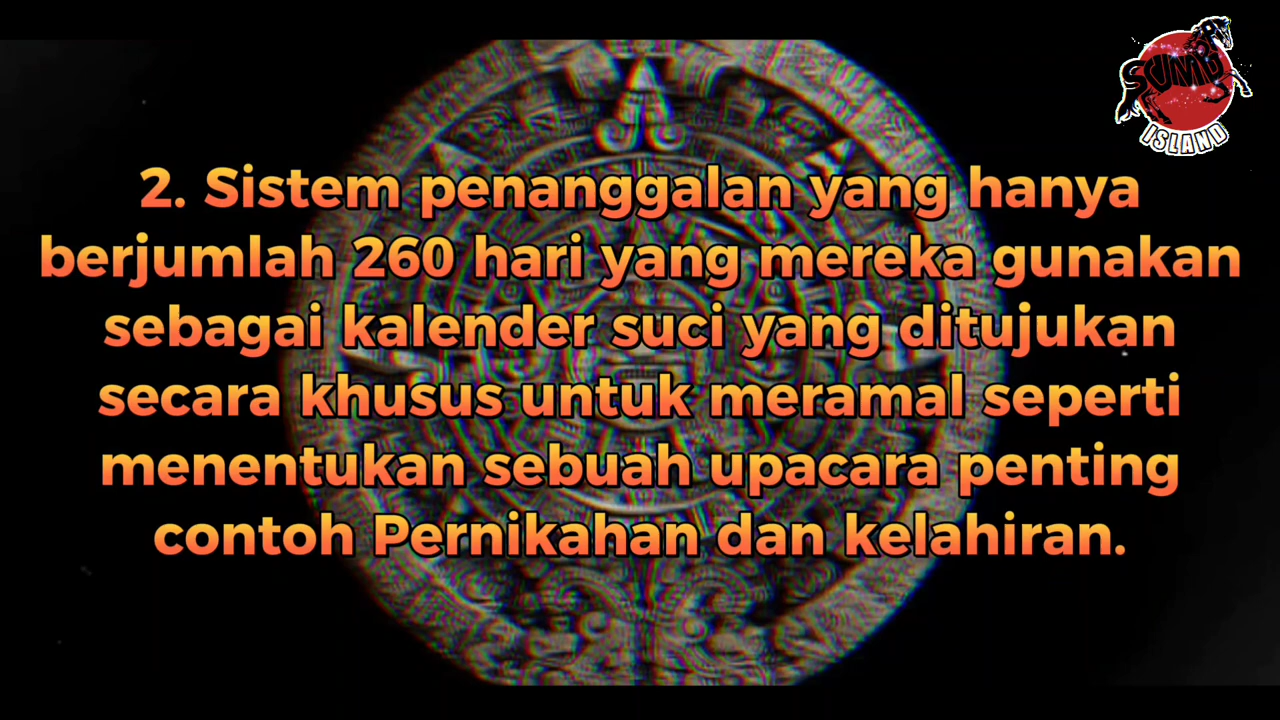 SUMBA
ISLAND
2. Sistem penanggalan yang hanya
berjumlah 260 hari yang mereka gunakan
sebagai kalender suci yang ditujukan
secara khusus untuk meramal seperti
menentukan sebuah upacara penting
contoh Pernikahan dan kelahiran.